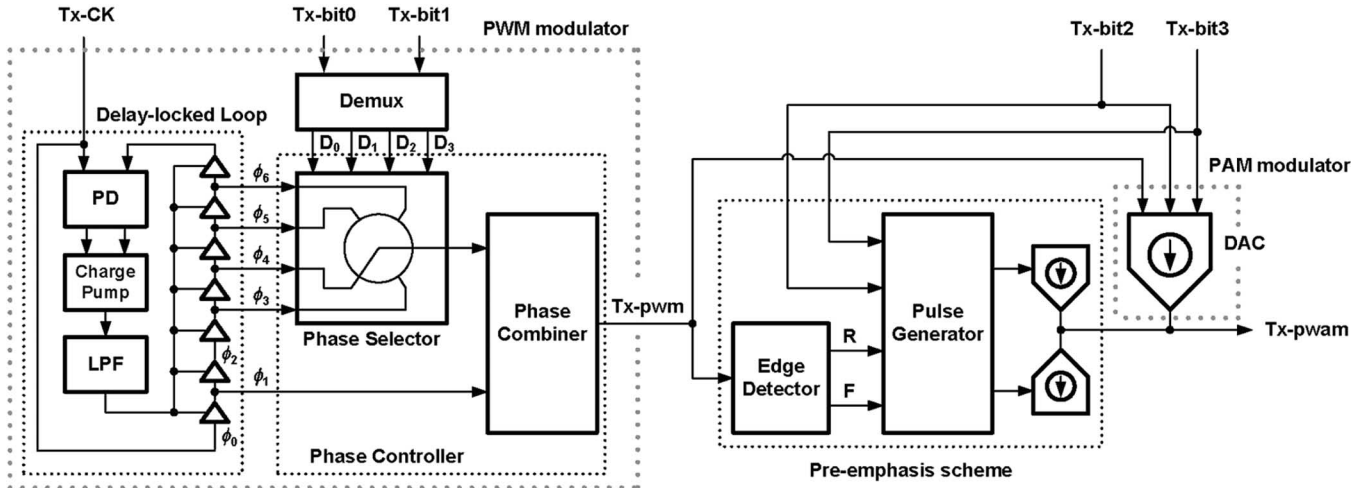 Tx-CK
Tx-bit0
Tx-bit1
PWM modulator
Tx-bit2
Tx-bit3
Demux
Delay-locked Loop
D0 D1 D2 D3
PD
Charge
Pump
LPF
ϕ6
ϕ5
ϕ4
ϕ3
ϕ2
ϕ1
ϕ0
Phase Selector
Phase
Combiner
Phase Controller
Tx-pwm
PAM modulator
DAC
Pulse
Generator
Edge
Detector
R
F
Tx-pwam
Pre-emphasis scheme